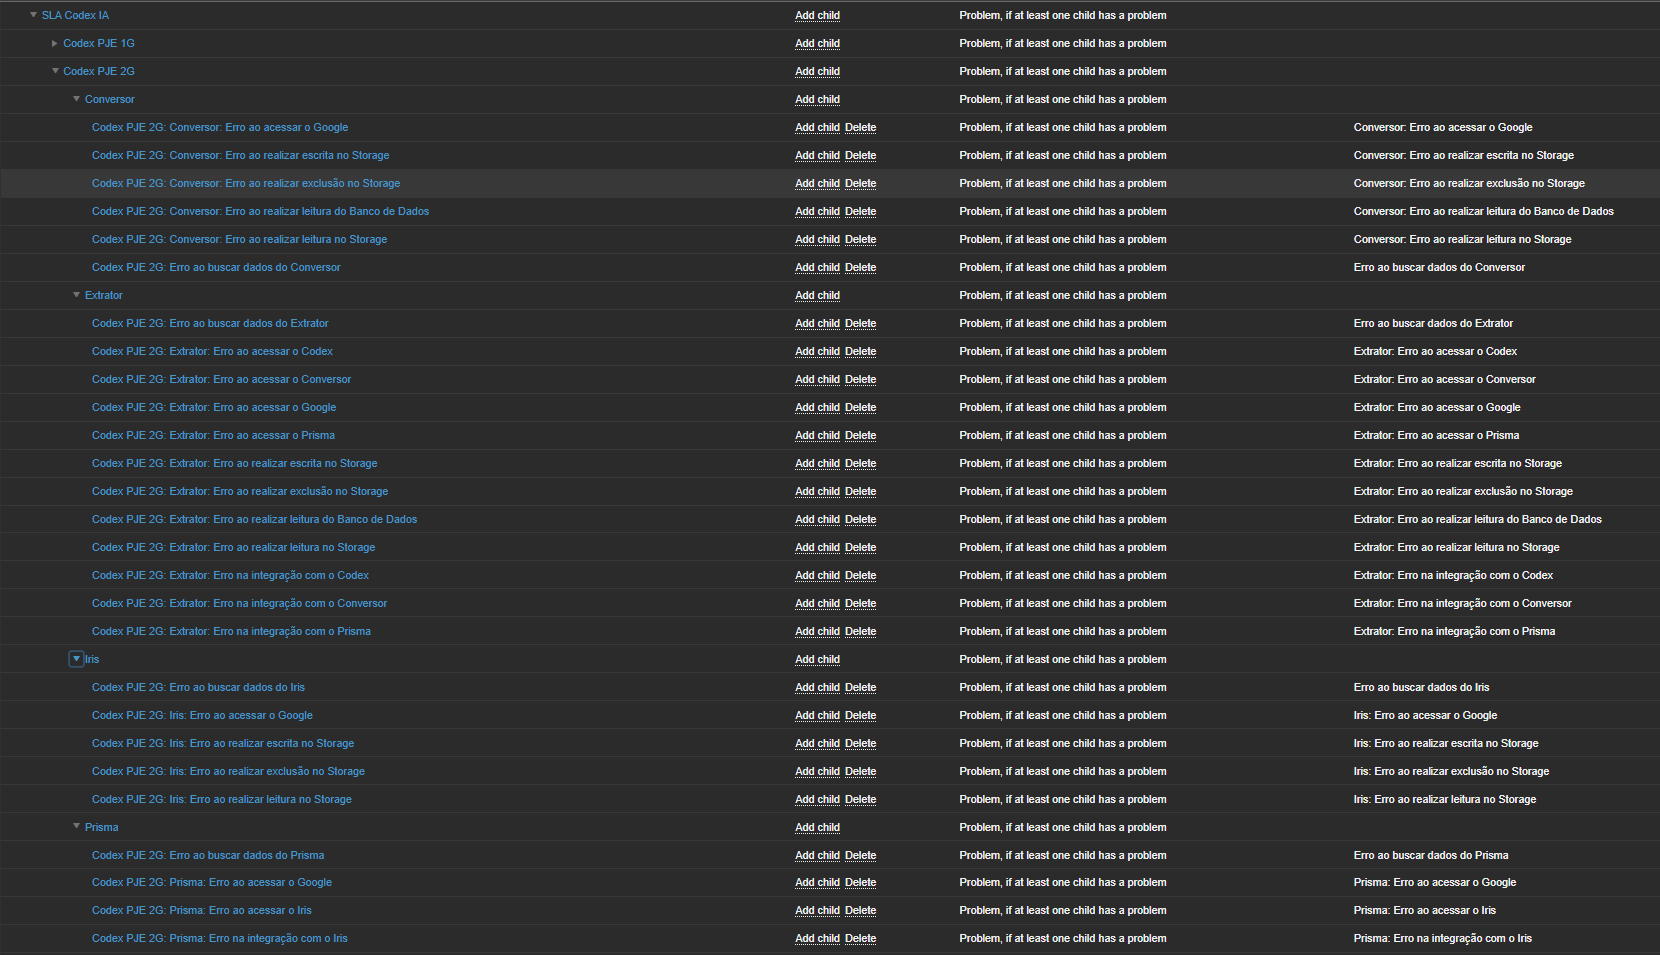 SLA Codex IA Add child Problem, if at least one child has a problem
Codex PJE 1G Add child Problem, if at least one child has a problem
Codex PJE 2G Add child Problem, if at least one child has a problem
Conversor Add child Problem, if at least one child has a problem
Codex PJE 2G: Conversor: Erro ao acessar o Google Add child Delete Problem, if at least one child has a problem Conversor: Erro ao acessar o Google
Codex PJE 2G: Conversor: Erro ao realizar escrita no Storage Add child Delete Problem, if at least one child has a problem Conversor: Erro ao realizar escrita no Storage
Codex PJE 2G: Conversor: Erro ao realizar exclusão no Storage Add child Delete Problem, if at least one child has a problem Conversor: Erro ao realizar exclusão no Storage
Codex PJE 2G: Conversor: Erro ao realizar leitura do Banco de Dados Add child Delete Problem, if at least one child has a problem Conversor: Erro ao realizar leitura do Banco de Dados
Codex PJE 2G: Conversor: Erro ao realizar leitura no Storage Add child Delete Problem, if at least one child has a problem Conversor: Erro ao realizar leitura no Storage
Codex PJE 2G: Erro ao buscar dados do Conversor Add child Delete Problem, if at least one child has a problem Erro ao buscar dados do Conversor
Extrator Add child Problem, if at least one child has a problem
Codex PJE 2G: Erro ao buscar dados do Extrator Add child Delete Problem, if at least one child has a problem Erro ao buscar dados do Extrator
Codex PJE 2G: Extrator: Erro ao acessar o Codex Add child Delete Problem, if at least one child has a problem Extrator: Erro ao acessar o Codex
Codex PJE 2G: Extrator: Erro ao acessar o Conversor Add child Delete Problem, if at least one child has a problem Extrator: Erro ao acessar o Conversor
Codex PJE 2G: Extrator: Erro ao acessar o Google Add child Delete Problem, if at least one child has a problem Extrator: Erro ao acessar o Google
Codex PJE 2G: Extrator: Erro ao acessar o Prisma Add child Delete Problem, if at least one child has a problem Extrator: Erro ao acessar o Prisma
Codex PJE 2G: Extrator: Erro ao realizar escrita no Storage Add child Delete Problem, if at least one child has a problem Extrator: Erro ao realizar escrita no Storage
Codex PJE 2G: Extrator: Erro ao realizar exclusão no Storage Add child Delete Problem, if at least one child has a problem Extrator: Erro ao realizar exclusão no Storage
Codex PJE 2G: Extrator: Erro ao realizar leitura do Banco de Dados Add child Delete Problem, if at least one child has a problem Extrator: Erro ao realizar leitura do Banco de Dados
Codex PJE 2G: Extrator: Erro ao realizar leitura no Storage Add child Delete Problem, if at least one child has a problem Extrator: Erro ao realizar leitura no Storage
Codex PJE 2G: Extrator: Erro na integração com o Codex Add child Delete Problem, if at least one child has a problem Extrator: Erro na integração com o Codex
Codex PJE 2G: Extrator: Erro na integração com o Conversor Add child Delete Problem, if at least one child has a problem Extrator: Erro na integração com o Conversor
Codex PJE 2G: Extrator: Erro na integração com o Prisma Add child Delete Problem, if at least one child has a problem Extrator: Erro na integração com o Prisma
Iris Add child Problem, if at least one child has a problem
Codex PJE 2G: Erro ao buscar dados do Iris Add child Delete Problem, if at least one child has a problem Erro ao buscar dados do Iris
Codex PJE 2G: Iris: Erro ao acessar o Google Add child Delete Problem, if at least one child has a problem Iris: Erro ao acessar o Google
Codex PJE 2G: Iris: Erro ao realizar escrita no Storage Add child Delete Problem, if at least one child has a problem Iris: Erro ao realizar escrita no Storage
Codex PJE 2G: Iris: Erro ao realizar exclusão no Storage Add child Delete Problem, if at least one child has a problem Iris: Erro ao realizar exclusão no Storage
Codex PJE 2G: Iris: Erro ao realizar leitura no Storage Add child Delete Problem, if at least one child has a problem Iris: Erro ao realizar leitura no Storage
Prisma Add child Problem, if at least one child has a problem
Codex PJE 2G: Erro ao buscar dados do Prisma Add child Delete Problem, if at least one child has a problem Erro ao buscar dados do Prisma
Codex PJE 2G: Prisma: Erro ao acessar o Google Add child Delete Problem, if at least one child has a problem Prisma: Erro ao acessar o Google
Codex PJE 2G: Prisma: Erro ao acessar o Iris Add child Delete Problem, if at least one child has a problem Prisma: Erro ao acessar o Iris
Codex PJE 2G: Prisma: Erro na integração com o Iris Add child Delete Problem, if at least one child has a problem Prisma: Erro na integração com o Iris